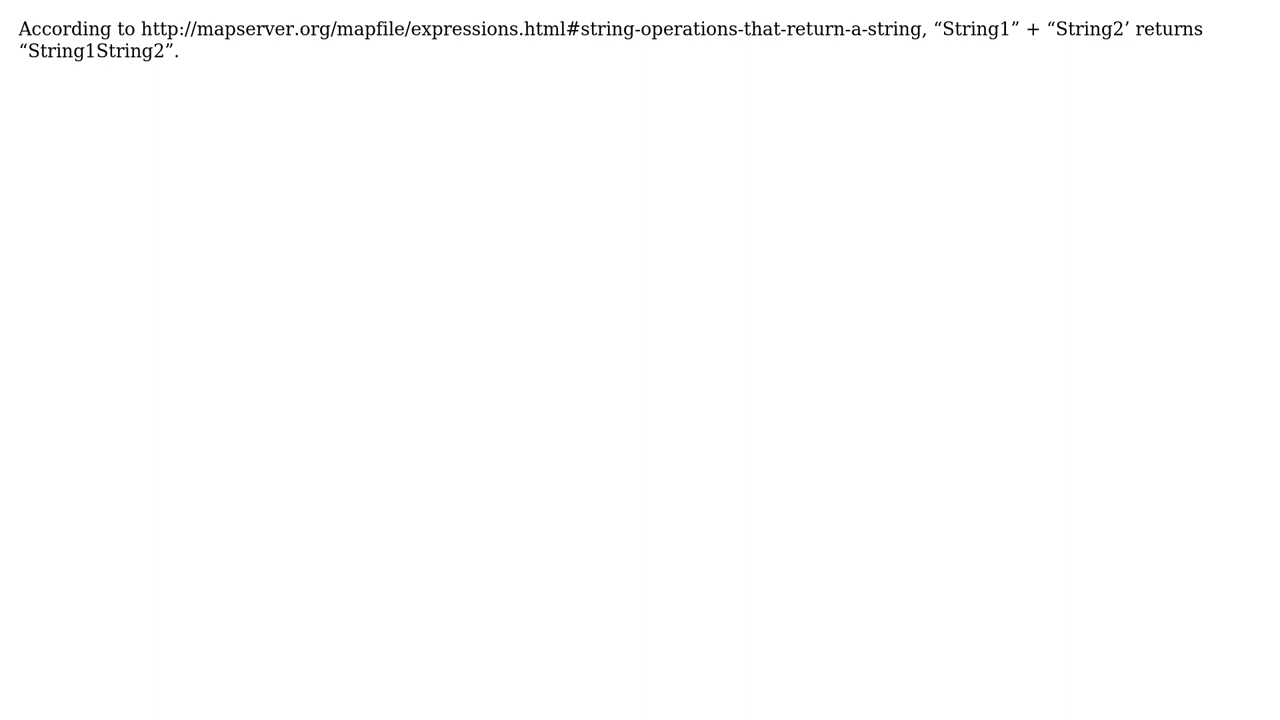 According to http://mapserver.org/mapfile/expressions.html#string-operations-that-return-a-string, “String1” + “String2’ returns
“String1String2”.